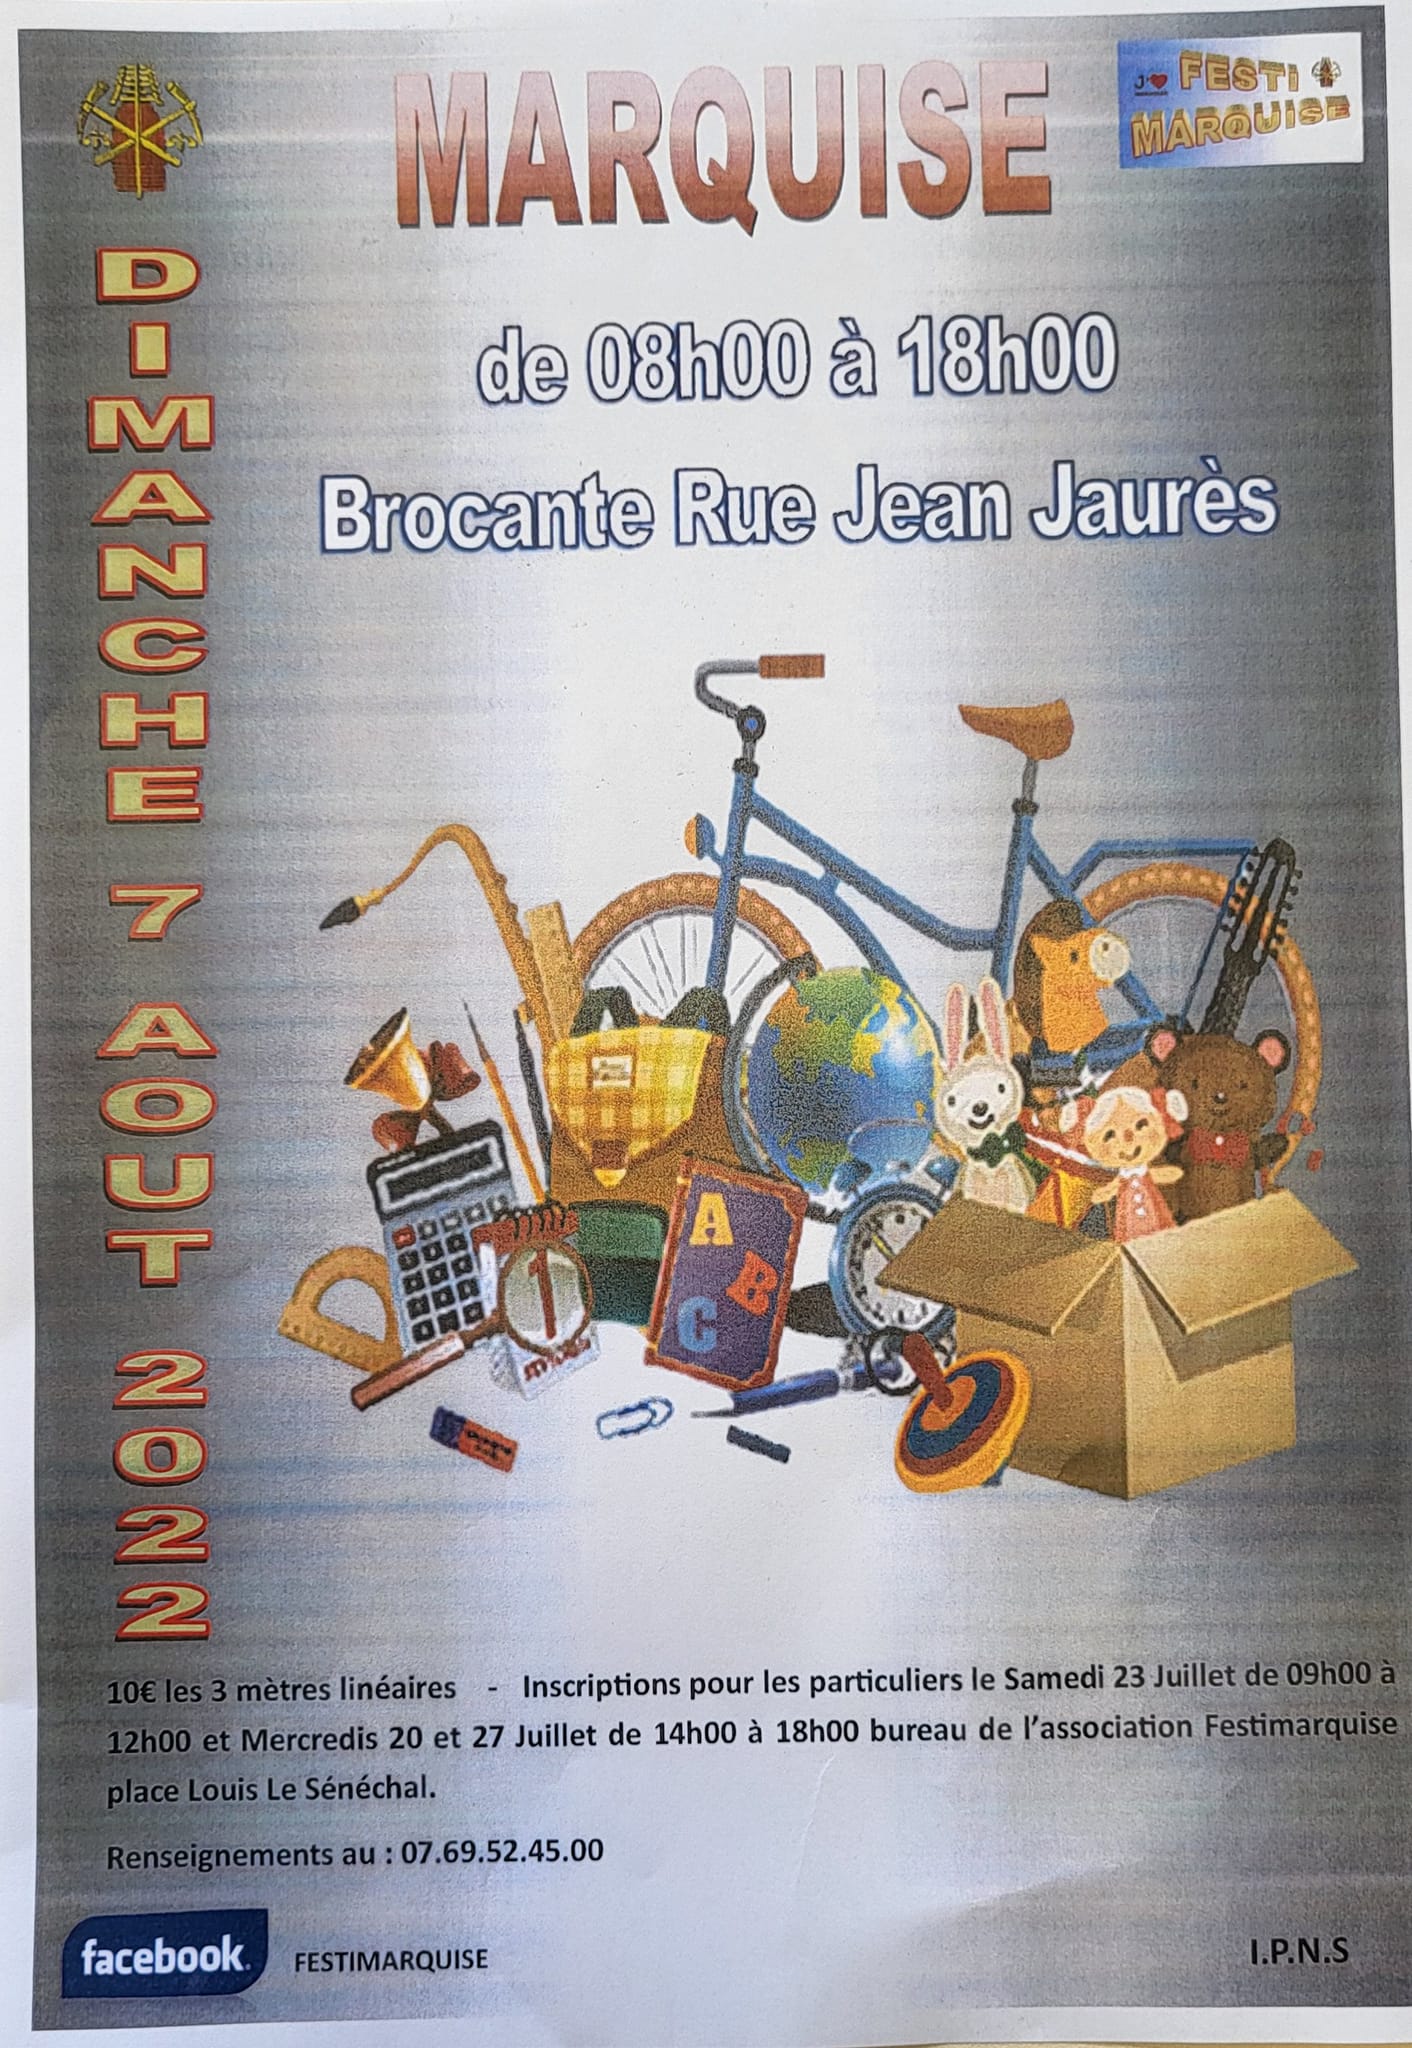 MARQUISE
J'❤ FESTI
MARQUISE
DIMANCHE 7 AOUT 2022
de 08h00 à 18h00
Brocante Rue Jean Jaurès
A
B
C
1
10€ les 3 mètres linéaires - Inscriptions pour les particuliers le Samedi 23 Juillet de 09h00 à
12h00 et Mercredis 20 et 27 Juillet de 14h00 à 18h00 bureau de l'association Festimarquise
place Louis Le Sénéchal.
Renseignements au : 07.69.52.45.00
facebook.
FESTIMARQUISE
I.P.N.S